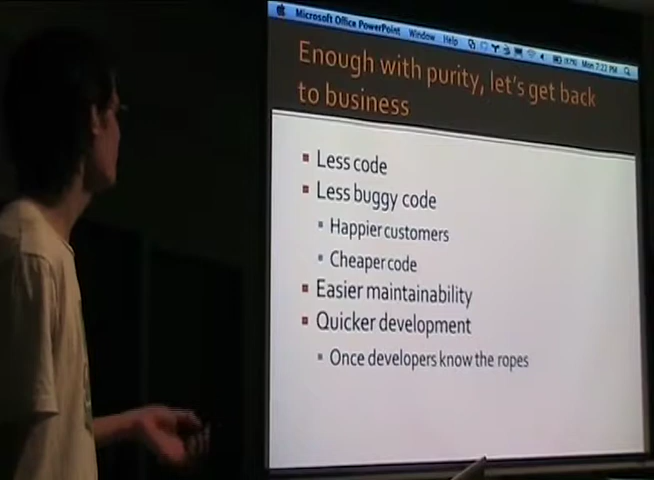 Microsoft Office PowerPoint Window Help Mon 7:22 PM
Enough with purity, let's get back
to business
Less code
Less buggy code
Happier customers
Cheaper code
Easier maintainability
Quicker development
Once developers know the ropes